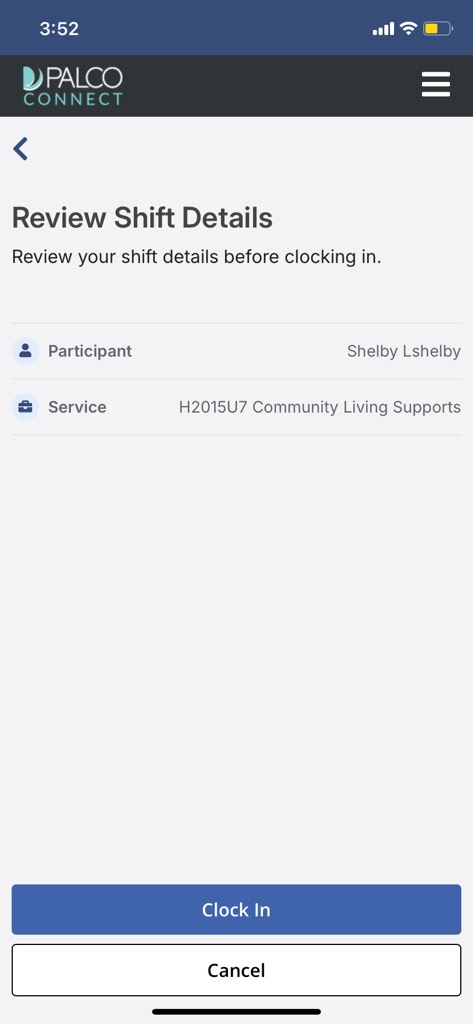 3:52
PALCO
CONNECT
Review Shift Details
Review your shift details before clocking in.
Participant Shelby Lshelby
Service H2015U7 Community Living Supports
Clock In
Cancel